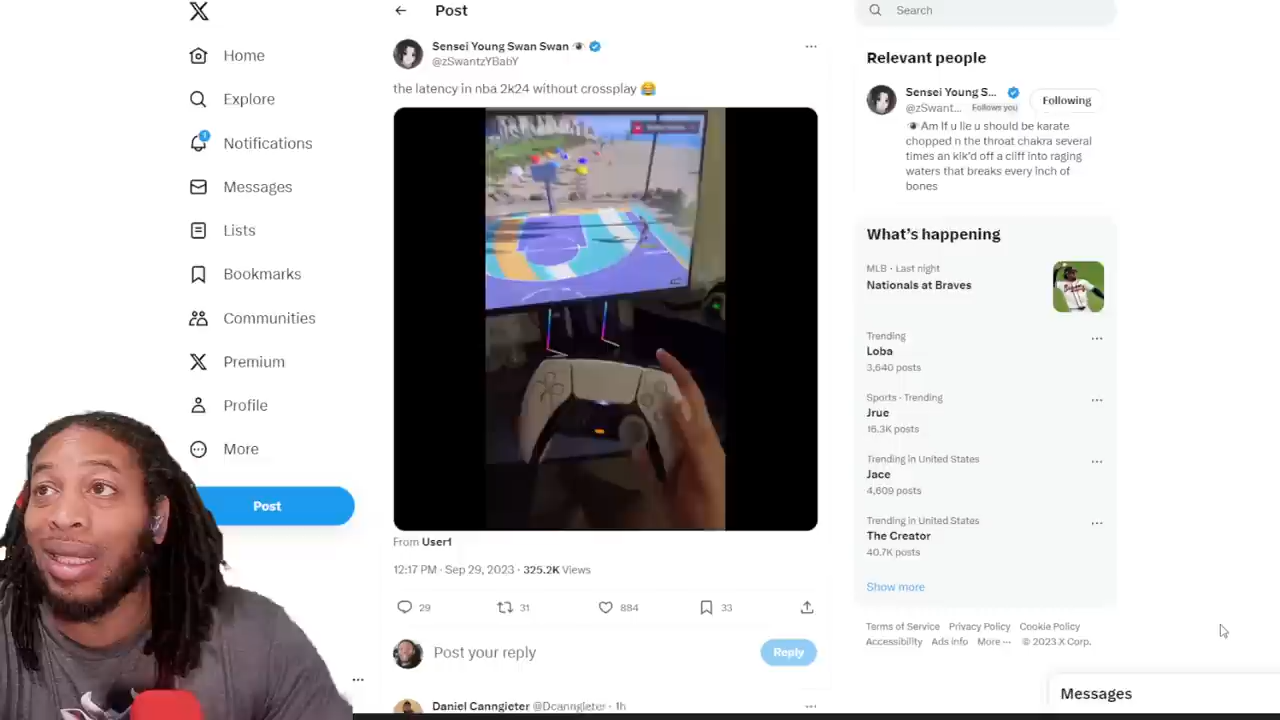 Home
Explore
1
Notifications
Messages
Lists
Bookmarks
Communities
Premium
Profile
More
Post
Post
Sensei Young Swan Swan
@zSwantzYBabY
the latency in nba 2k24 without crossplay 😂
From User1
12:17 PM · Sep 29, 2023 · 325.2K Views
29
31
884
33
Post your reply
Reply
Daniel Canngieter @Dcanngieter · 1h
Search
Relevant people
Sensei Young S...
@zSwant... Follows you
Following
👁Am If u lie u should be karate
chopped n the throat chakra several
times an kik'd off a cliff into raging
waters that breaks every inch of
bones
What's happening
MLB · Last night
Nationals at Braves
Trending
Loba
3,640 posts
Sports · Trending
Jrue
16.3K posts
Trending in United States
Jace
4,609 posts
Trending in United States
The Creator
40.7K posts
Show more
Terms of Service Privacy Policy Cookie Policy
Accessibility Ads info More ··· © 2023 X Corp.
Messages